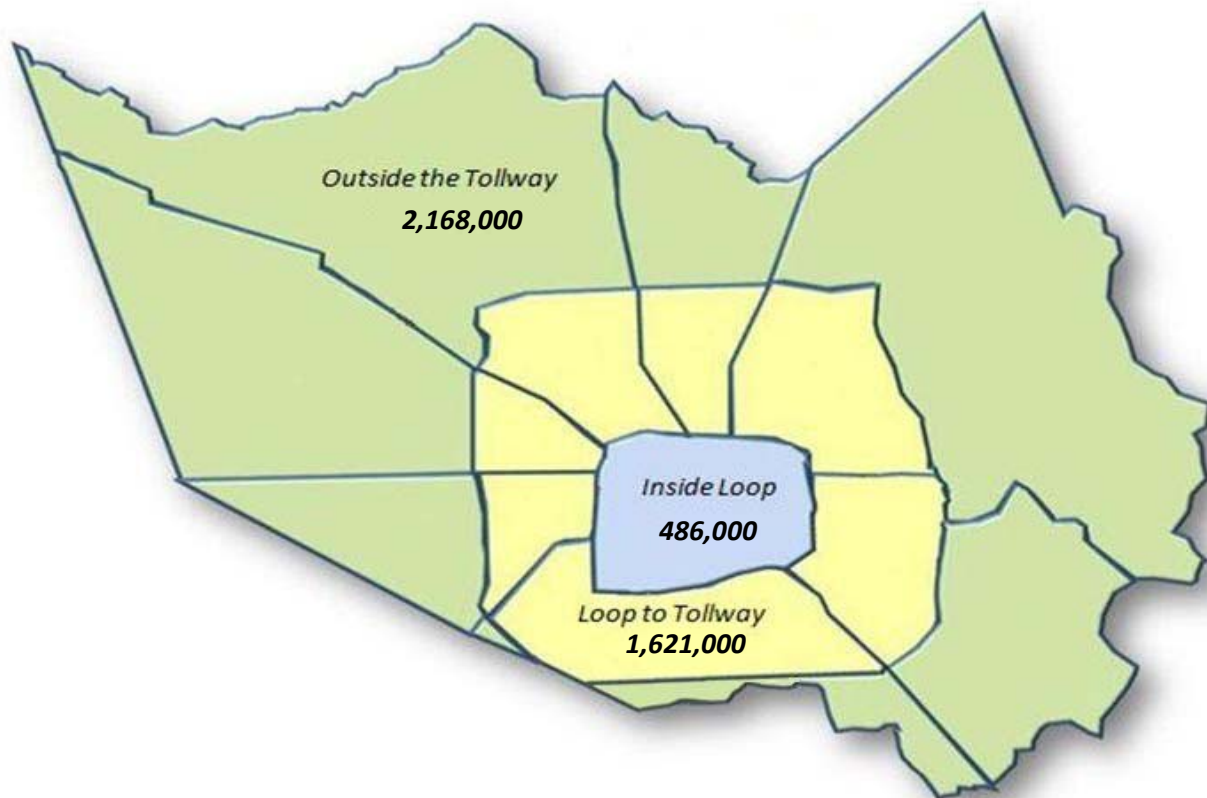 Outside the Tollway
2,168,000
Inside Loop
486,000
Loop to Tollway
1,621,000